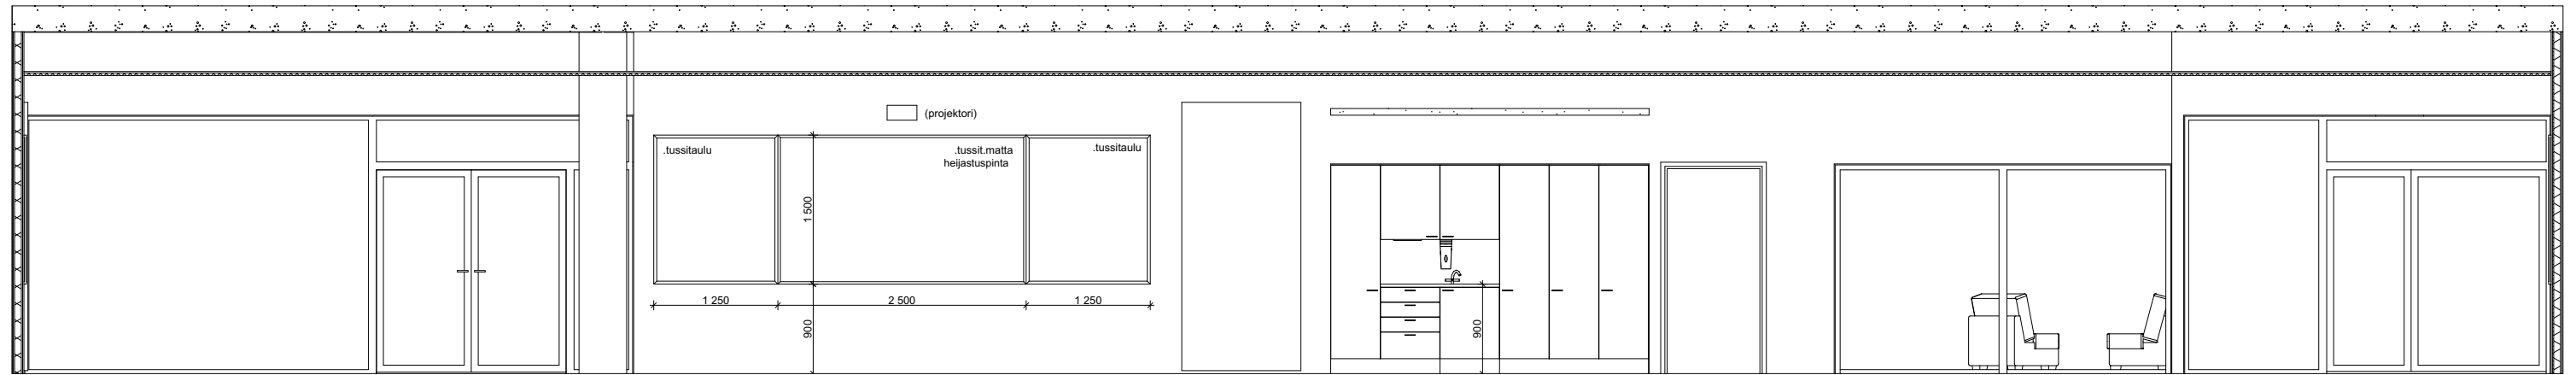 (projektori)
.tussitaulu
.tussit.matta
heijastuspinta
.tussitaulu
1 500
1 250
2 500
1 250
900
900